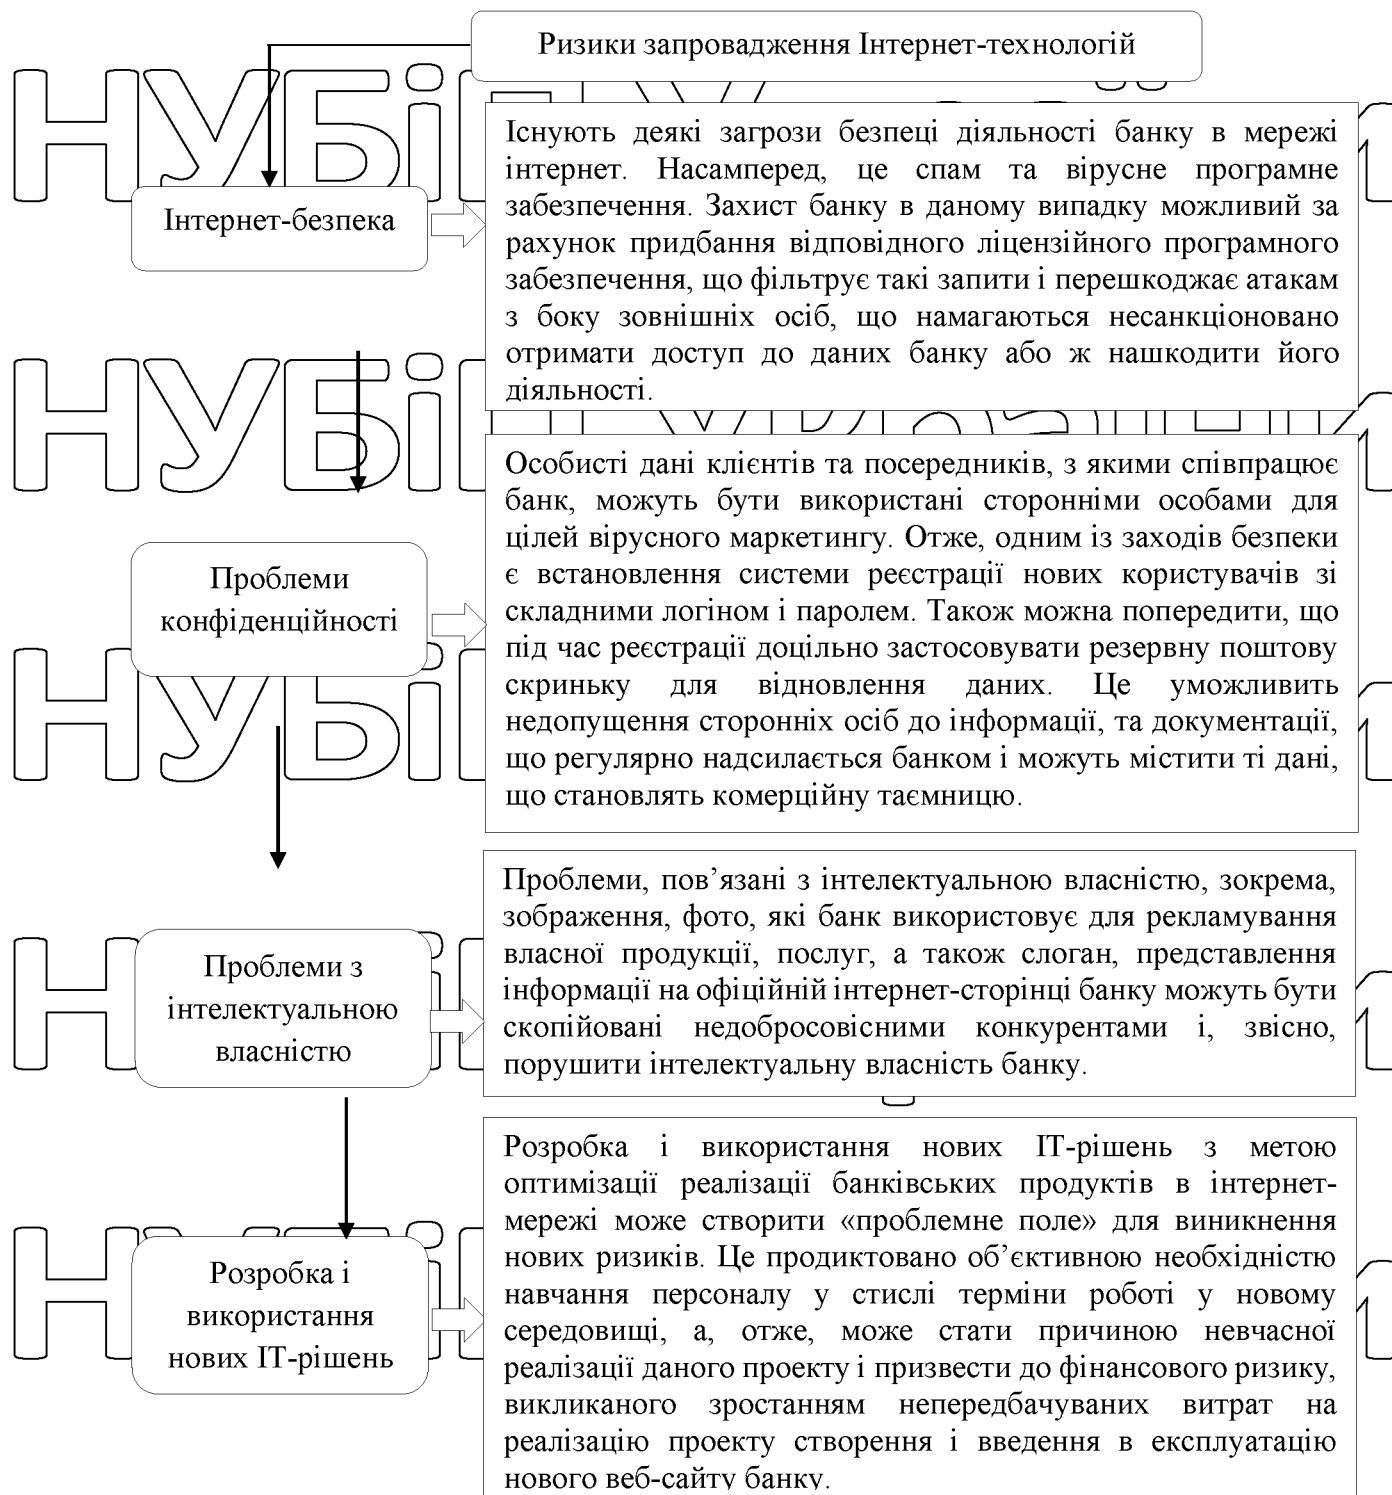 Ризики запровадження Інтернет-технологій
Інтернет-безпека
Існують деякі загрози безпеці діяльності банку в мережі
інтернет. Насамперед, це спам та вірусне програмне
забезпечення. Захист банку в даному випадку можливий за
рахунок придбання відповідного ліцензійного програмного
забезпечення, що фільтрує такі запити і перешкоджає атакам
з боку зовнішніх осіб, що намагаються несанкціоновано
отримати доступ до даних банку або ж нашкодити його
діяльності.
Проблеми
конфіденційності
Особисті дані клієнтів та посередників, з якими співпрацює
банк, можуть бути використані сторонніми особами для
цілей вірусного маркетингу. Отже, одним із заходів безпеки
є встановлення системи реєстрації нових користувачів зі
складними логіном і паролем. Також можна попередити, що
під час реєстрації доцільно застосовувати резервну поштову
скриньку для відновлення даних. Це уможливить
недопущення сторонніх осіб до інформації, та документації,
що регулярно надсилається банком і можуть містити ті дані,
що становлять комерційну таємницю.
Проблеми з
інтелектуальною
власністю
Проблеми, пов’язані з інтелектуальною власністю, зокрема,
зображення, фото, які банк використовує для рекламування
власної продукції, послуг, а також слоган, представлення
інформації на офіційній інтернет-сторінці банку можуть бути
скопійовані недобросовісними конкурентами і, звісно,
порушити інтелектуальну власність банку.
Розробка і
використання
нових ІТ-рішень
Розробка і використання нових ІТ-рішень з метою
оптимізації реалізації банківських продуктів в інтернет-
мережі може створити «проблемне поле» для виникнення
нових ризиків. Це продиктовано об’єктивною необхідністю
навчання персоналу у стислі терміни роботі у новому
середовищі, а, отже, може стати причиною невчасної
реалізації даного проекту і призвести до фінансового ризику,
викликаного зростанням непередбачуваних витрат на
реалізацію проекту створення і введення в експлуатацію
нового веб-сайту банку.